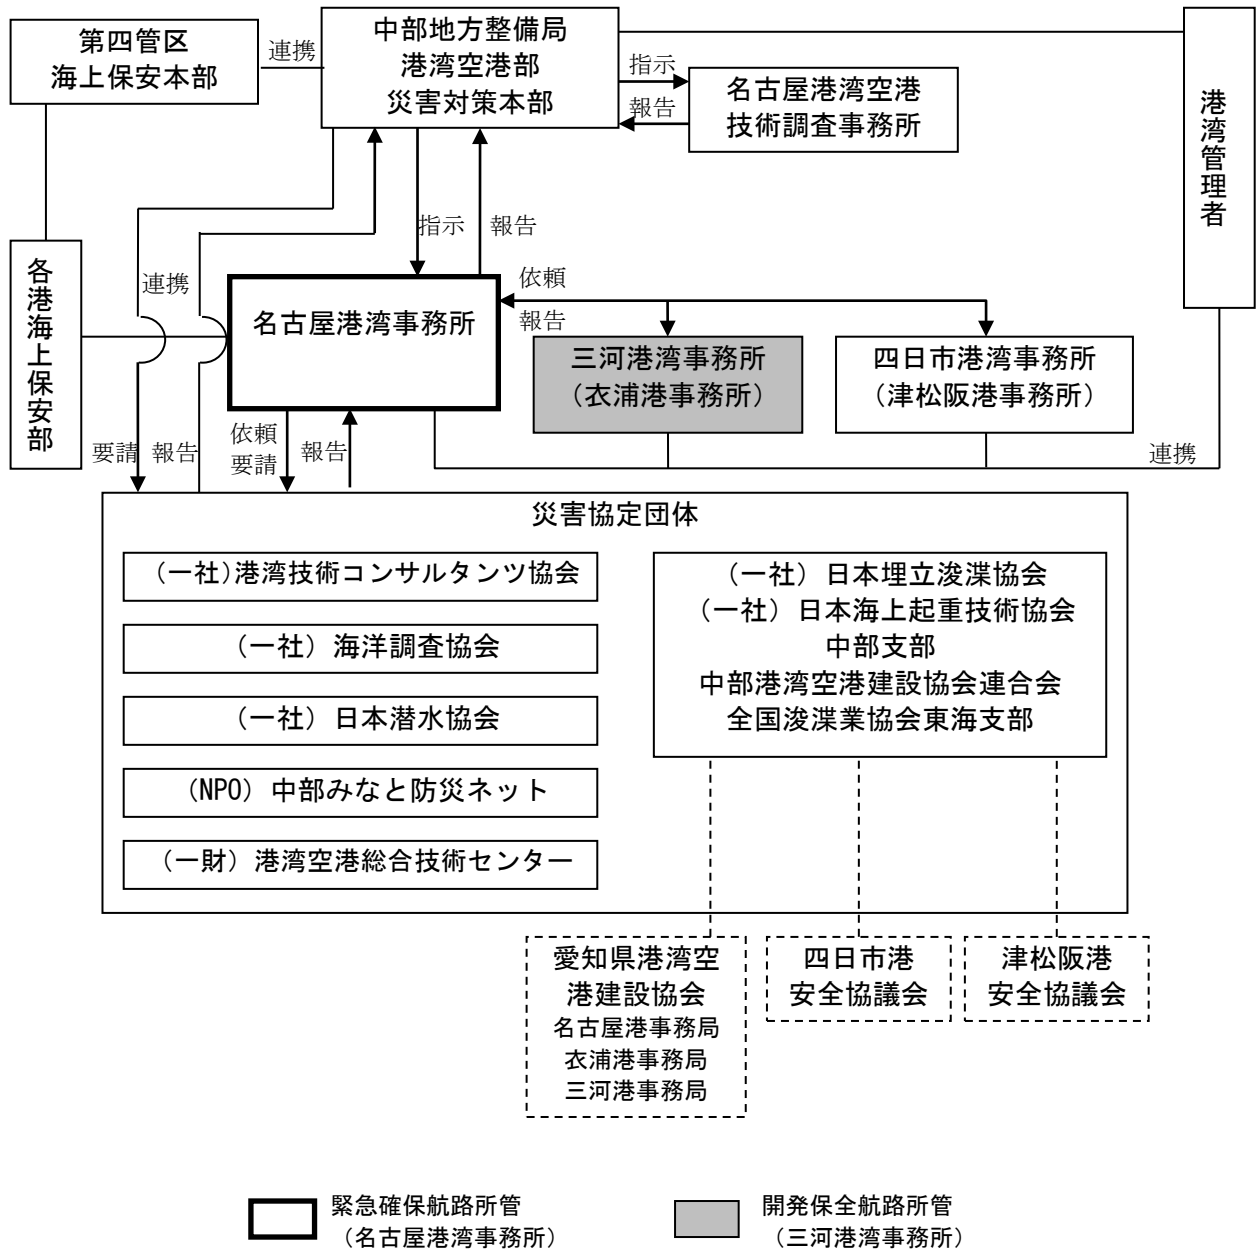 第四管区
海上保安本部
連携
中部地方整備局
港湾空港部
災害対策本部
指示
報告
名古屋港湾空港
技術調査事務所
港湾管理者
各港海上保安部
連携
指示
報告
名古屋港湾事務所
依頼
報告
三河港湾事務所
（衣浦港事務所）
四日市港湾事務所
（津松阪港事務所）
要請
報告
依頼
要請
報告
連携
災害協定団体
（一社）港湾技術コンサルタンツ協会
（一社）海洋調査協会
（一社）日本潜水協会
（NPO）中部みなと防災ネット
（一財）港湾空港総合技術センター
（一社）日本埋立浚渫協会
（一社）日本海上起重技術協会
中部支部
中部港湾空港建設協会連合会
全国浚渫業協会東海支部
愛知県港湾空
港建設協会
名古屋港事務局
衣浦港事務局
三河港事務局
四日市港
安全協議会
津松阪港
安全協議会
緊急確保航路所管
（名古屋港湾事務所）
開発保全航路所管
（三河港湾事務所）